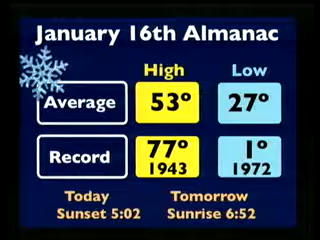 January 16th Almanac
High Low
Average 53° 27°
Record 77° 1°
1943 1972
Today Tomorrow
Sunset 5:02 Sunrise 6:52